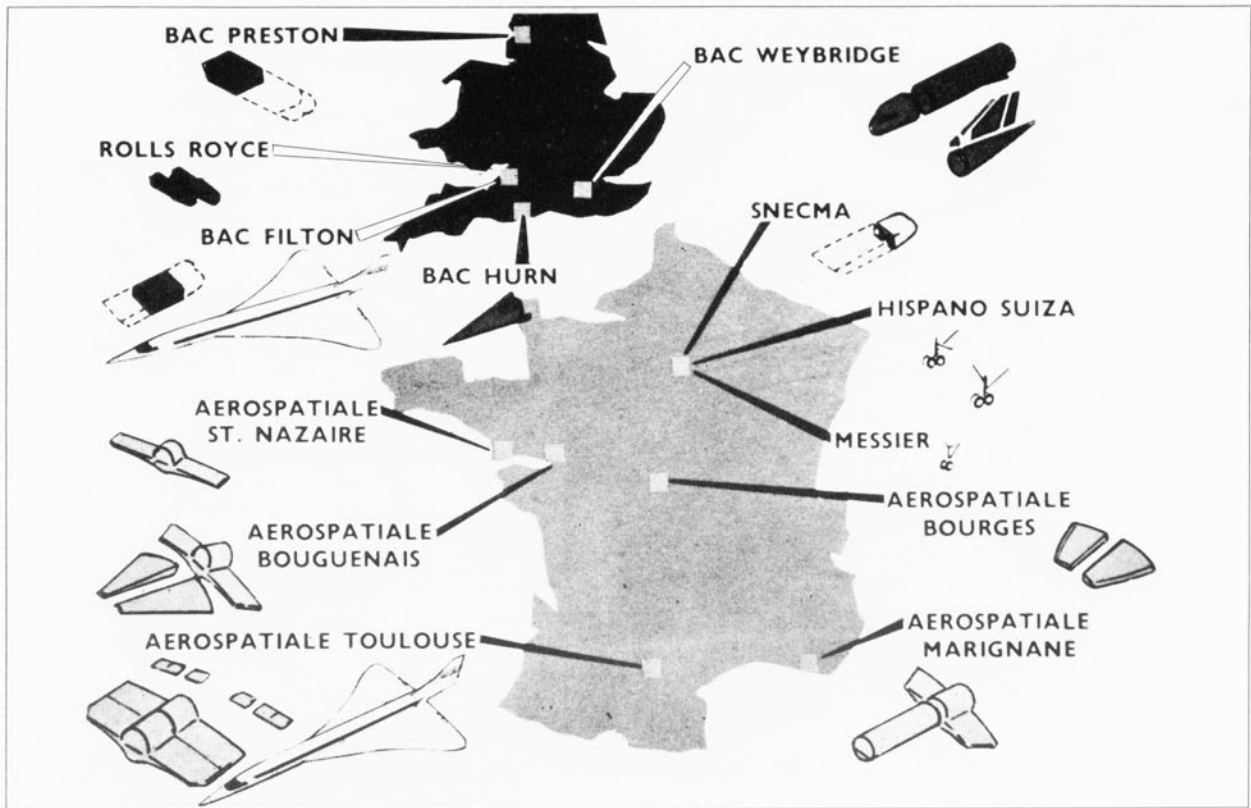 BAC PRESTON
BAC WEYBRIDGE
ROLLS ROYCE
BAC FILTON
SNECMA
BAC HURN
HISPANO SUIZA
AEROSPATIALE
ST. NAZAIRE
MESSIER
AEROSPATIALE
BOURGES
AEROSPATIALE
BOUGUENAIS
AEROSPATIALE TOULOUSE
AEROSPATIALE
MARIGNANE